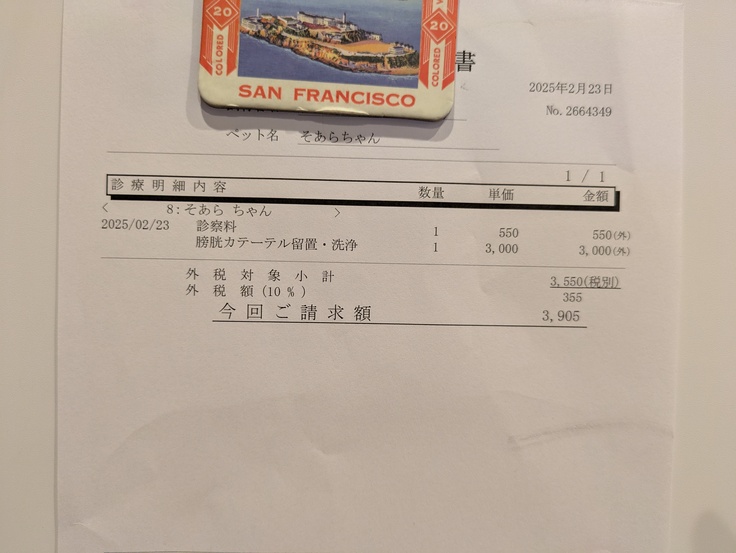 20
COLORED
20
COLORED
SAN FRANCISCO
書
2025年2月23日
No.2664349
ペット名 そあらちゃん
1 / 1
診療明細内容 数量 単価 金額
< 8:そあら ちゃん >
2025/02/23 診察料 1 550 550(外)
膀胱カテーテル留置・洗浄 1 3,000 3,000(外)
外税対象小計 3,550(税別)
外税額(10%) 355
今回ご請求額 3,905